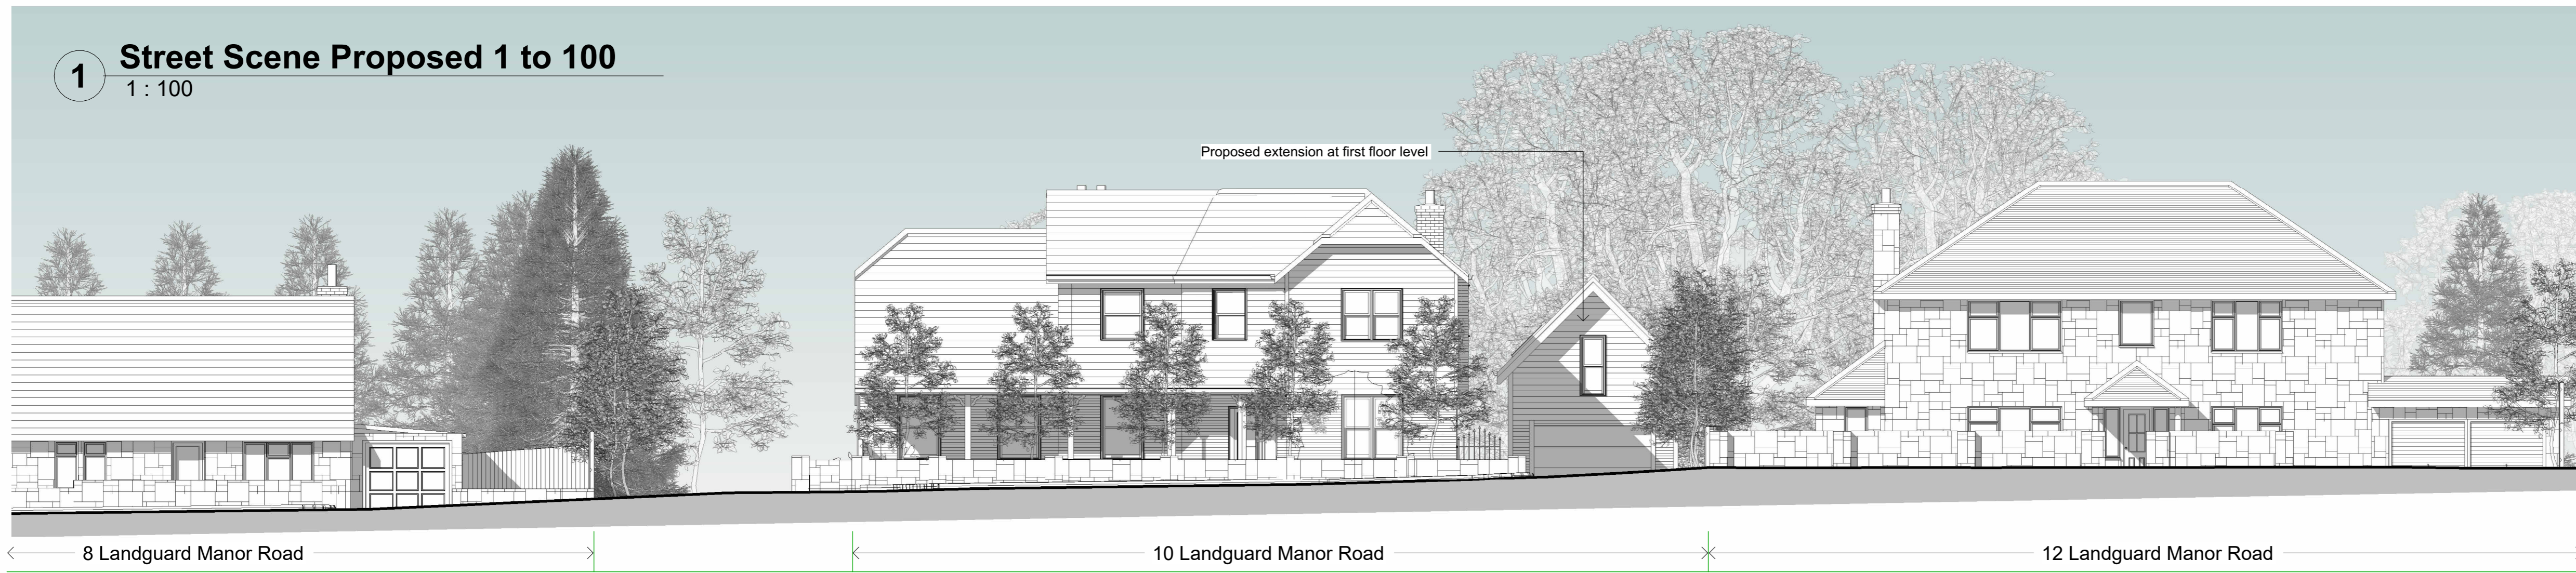 1
Street Scene Proposed 1 to 100
1 : 100
Proposed extension at first floor level
8 Landguard Manor Road
10 Landguard Manor Road
12 Landguard Manor Road